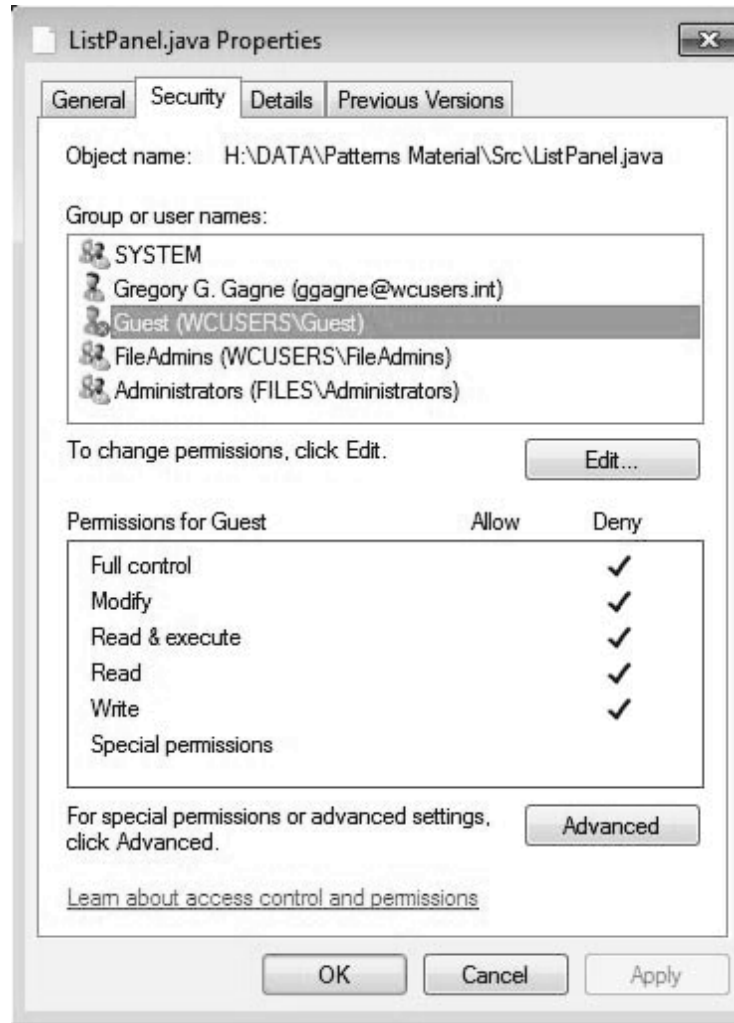 ListPanel.java Properties
General Security Details Previous Versions
Object name: H:\DATA\Patterns Material\Src\ListPanel.java
Group or user names:
SYSTEM
Gregory G. Gagne (ggagne@wcusers.int)
Guest (WCUSERS\Guest)
FileAdmins (WCUSERS\FileAdmins)
Administrators (FILES\Administrators)
To change permissions, click Edit.
Edit...
Permissions for Guest Allow Deny
Full control
Modify
Read & execute
Read
Write
Special permissions
For special permissions or advanced settings,
click Advanced.
Advanced
Learn about access control and permissions
OK Cancel Apply